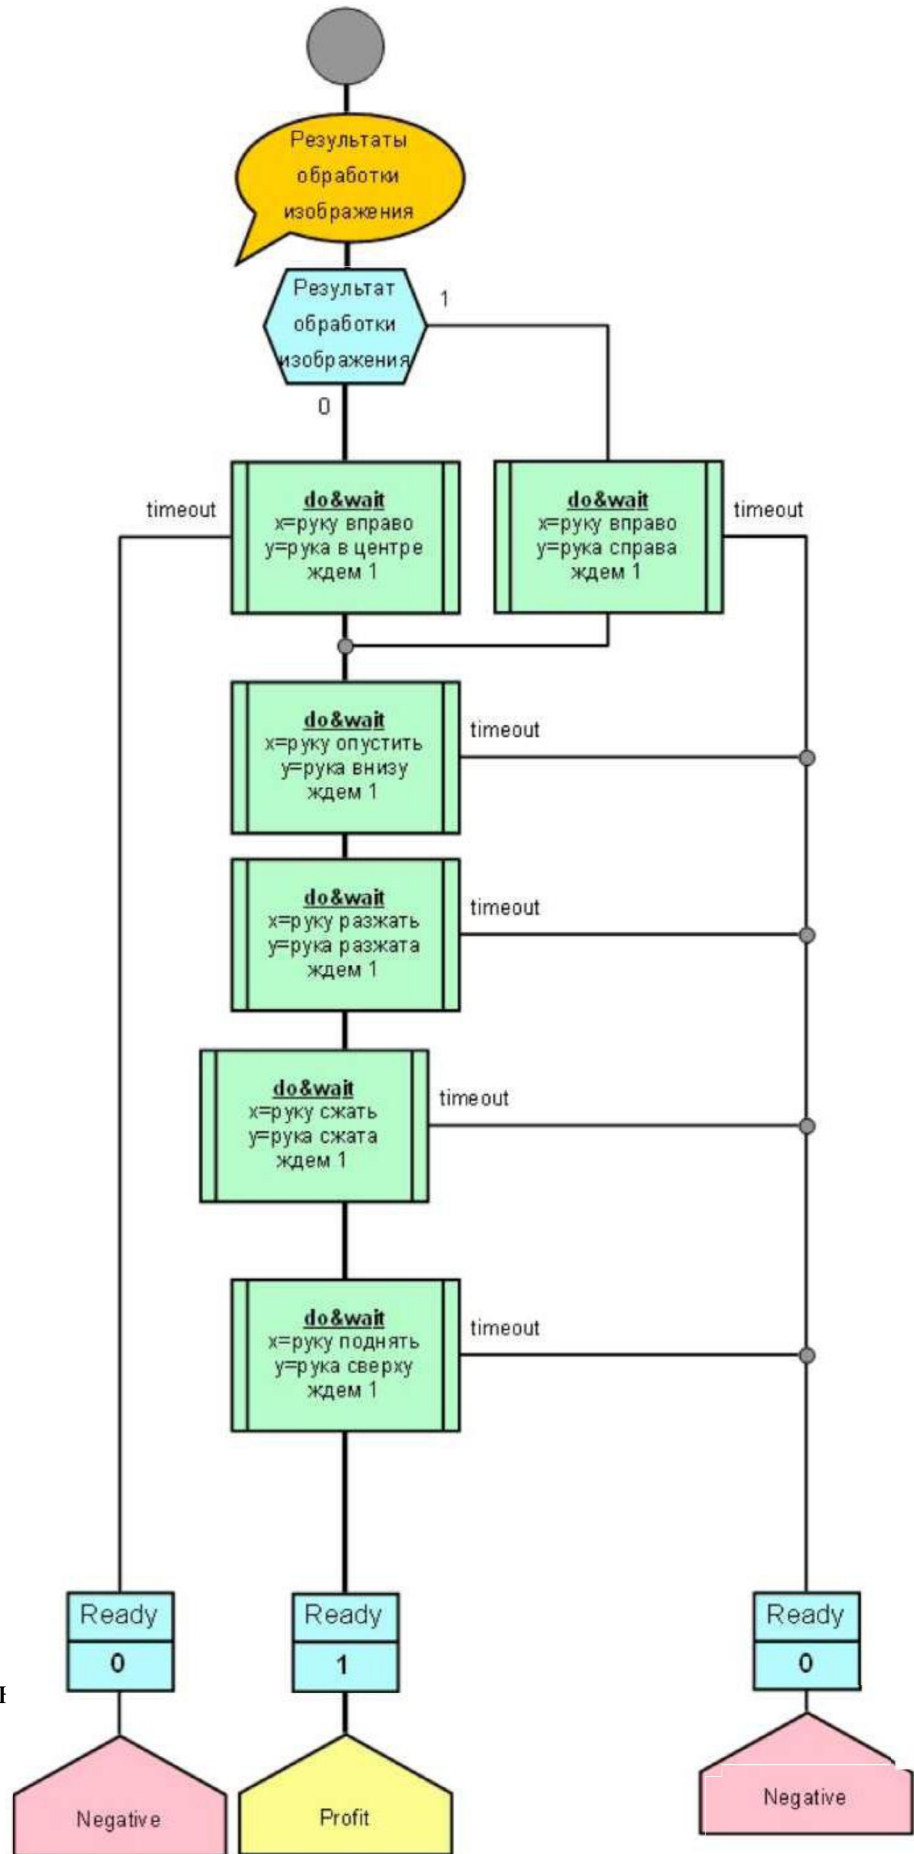 Результаты
обработки
изображения
Результат
обработки
изображения
1
0
timeout
do&wait
x=руку вправо
y=рука в центре
ждем 1
do&wait
x=руку вправо
y=рука справа
ждем 1
timeout
do&wait
x=руку опустить
y=рука внизу
ждем 1
timeout
do&wait
x=руку разжать
y=рука разжата
ждем 1
timeout
do&wait
x=руку сжать
y=рука сжата
ждем 1
timeout
do&wait
x=руку поднять
y=рука сверху
ждем 1
timeout
Ready
0
Ready
1
Ready
0
Negative
Profit
Negative